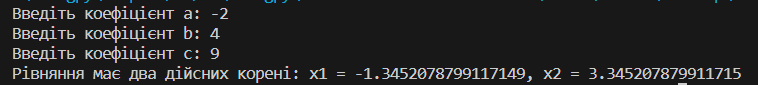 Введіть коефіцієнт a: -2
Введіть коефіцієнт b: 4
Введіть коефіцієнт c: 9
Рівняння має два дійсних корені: x1 = -1.3452078799117149, x2 = 3.345207879911715